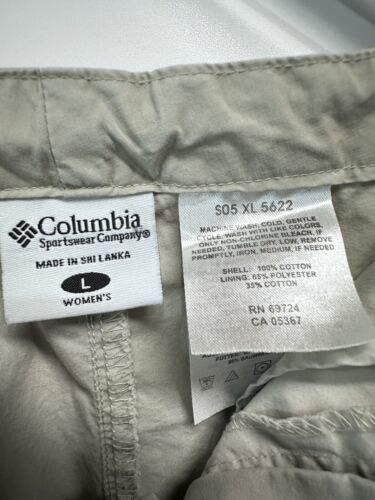 Columbia
Sportswear Company®
MADE IN SRI LANKA
L
WOMEN'S
S05 XL 5622
MACHINE WASH, COLD, GENTLE
CYCLE, WASH WITH LIKE COLORS,
ONLY NON-CHLORINE BLEACH, IF
NEEDED, TUMBLE DRY, LOW, REMOVE
PROMPTLY, IRON, MEDIUM, IF NEEDED
SHELL: 100% COTTON
LINING: 65% POLYESTER
35% COTTON
RN 69724
CA 05367